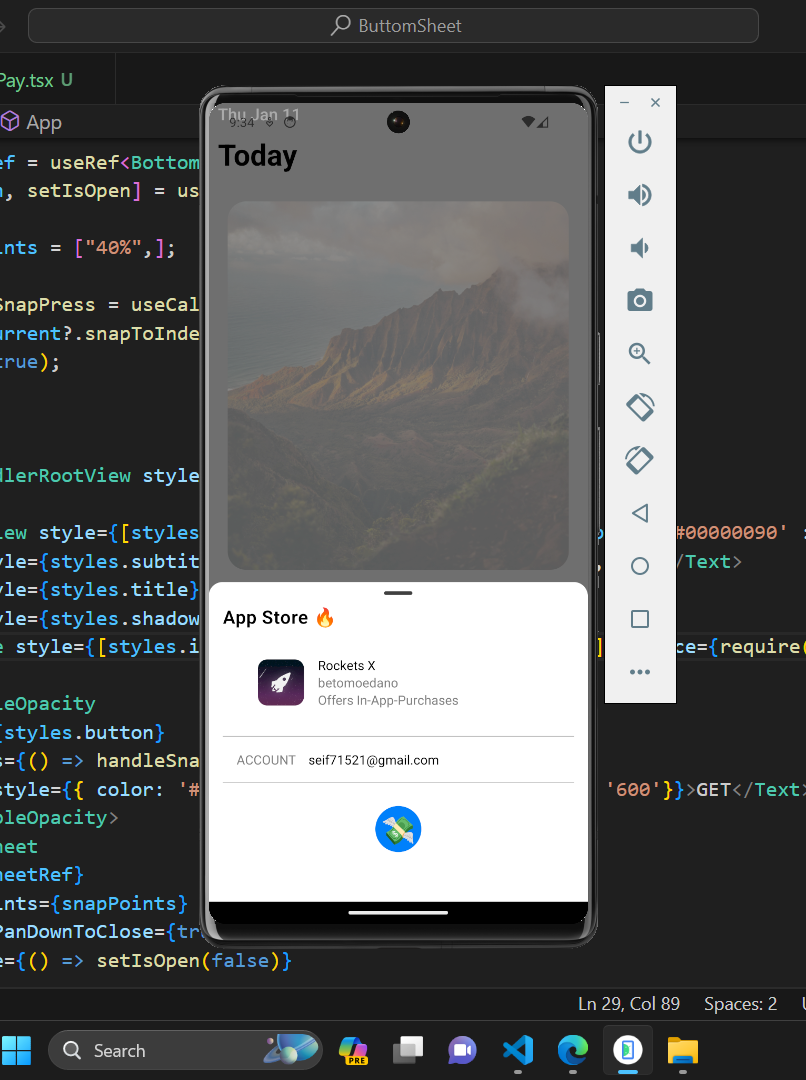 ButtomSheet
Pay.tsx U
App
ef = useRef<Bottom
, setIsOpen] = us
nts = ["40%",];
SnapPress = useCal
urrent?.snapToInde
true);
dlerRootView style
iew style={[styles
#00000090' :
yle={styles.subtit
/Text>
yle={styles.title}
yle={styles.shadow
e style={[styles.i
]
ce={require(
leOpacity
[styles.button}
s={() => handleSna
style={{ color: '#
'600'}}>GET</Text>
bleOpacity>
heet
heetRef}
ints={snapPoints}
PanDownToClose={tr
e={() => setIsOpen(false)}
Thu Jan 11
9:34
Today
App Store 🔥
Rockets X
betomoedano
Offers In-App-Purchases
ACCOUNT seif71521@gmail.com
Ln 29, Col 89 Spaces: 2
Search
PRE